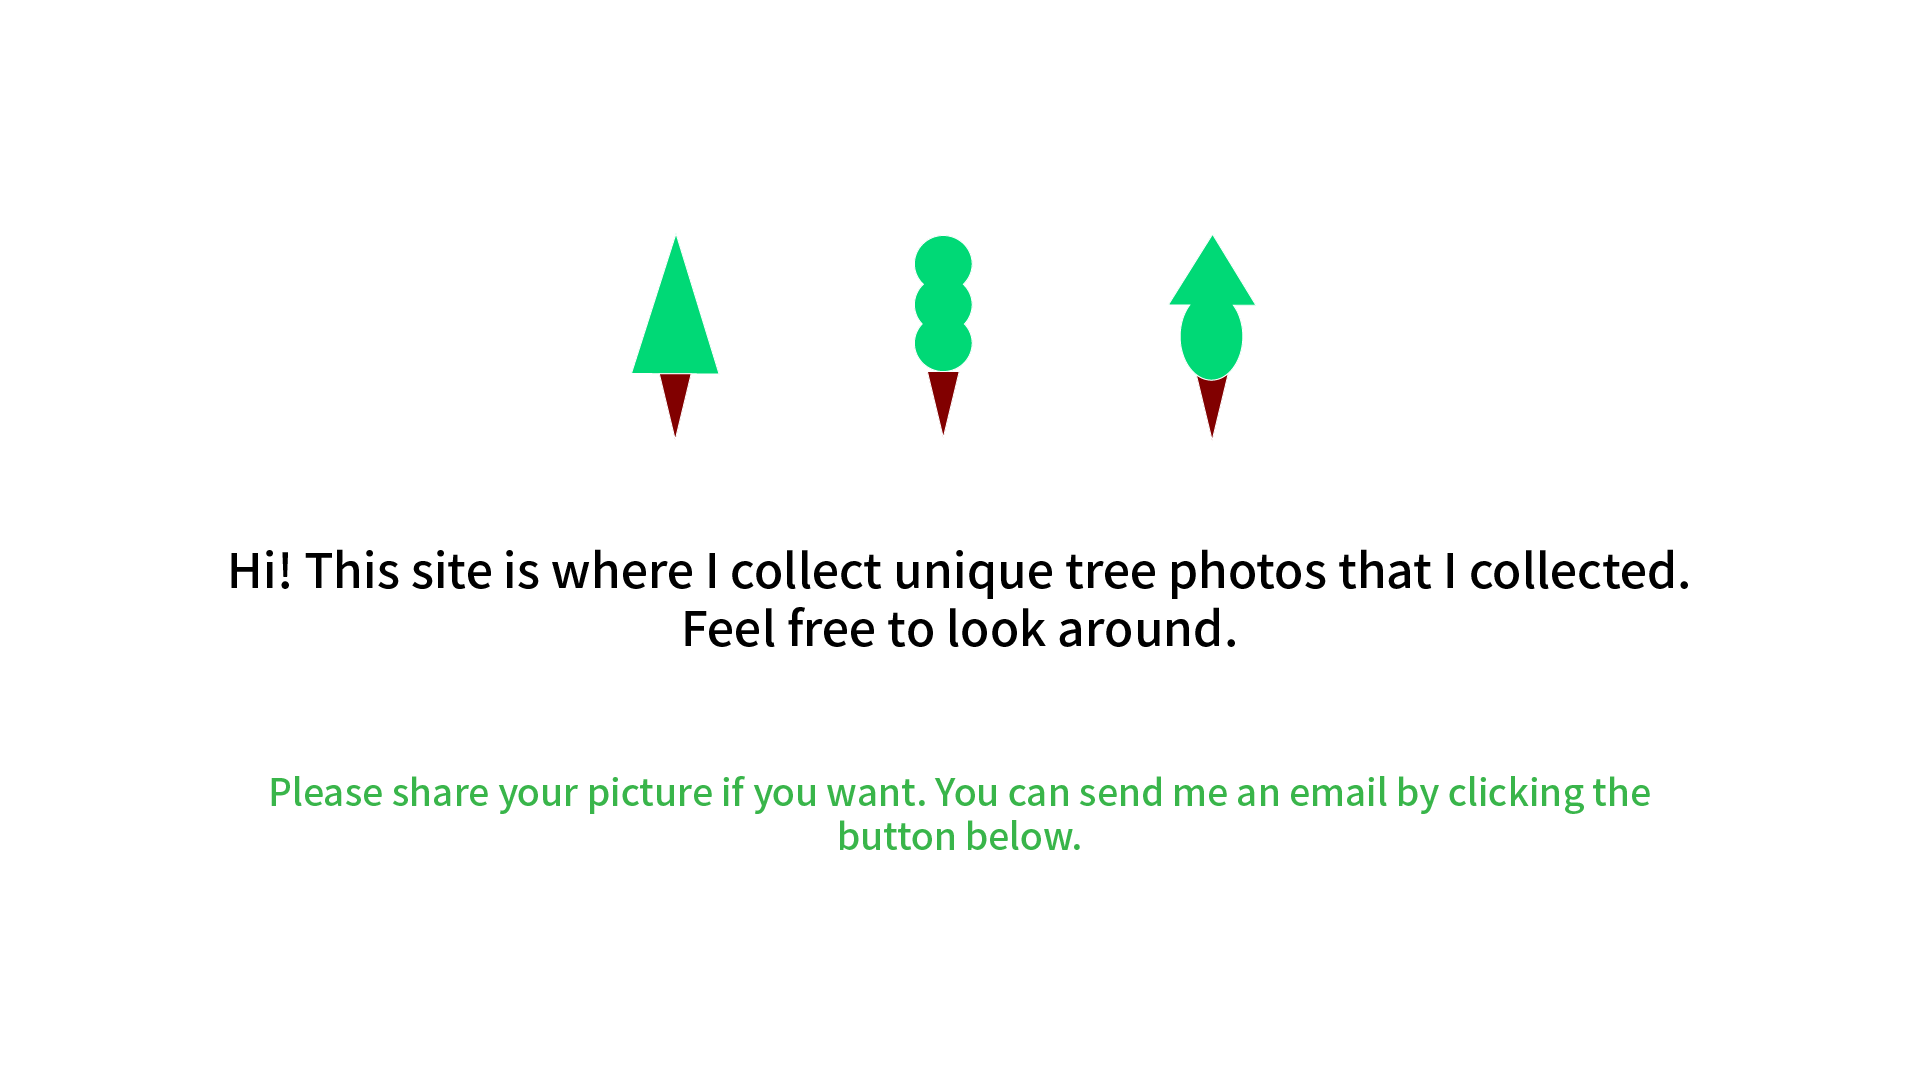 Hi! This site is where I collect unique tree photos that I collected.
Feel free to look around.
Please share your picture if you want. You can send me an email by clicking the
button below.